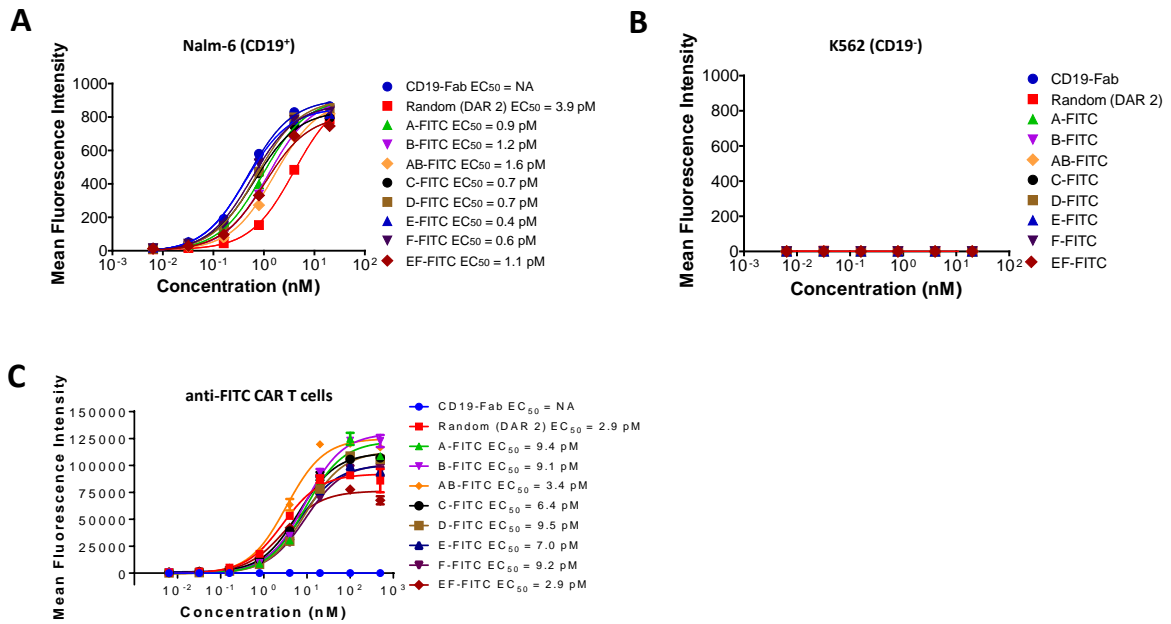 A
Nalm-6 (CD19⁺)
Mean Fluorescence Intensity
1000
800
600
400
200
0
10⁻³ 10⁻² 10⁻¹ 10⁰ 10¹ 10²
Concentration (nM)
CD19-Fab EC₅₀ = NA
Random (DAR 2) EC₅₀ = 3.9 pM
A-FITC EC₅₀ = 0.9 pM
B-FITC EC₅₀ = 1.2 pM
AB-FITC EC₅₀ = 1.6 pM
C-FITC EC₅₀ = 0.7 pM
D-FITC EC₅₀ = 0.7 pM
E-FITC EC₅₀ = 0.4 pM
F-FITC EC₅₀ = 0.6 pM
EF-FITC EC₅₀ = 1.1 pM
B
K562 (CD19⁻)
Mean Fluorescence Intensity
1000
800
600
400
200
0
10⁻³ 10⁻² 10⁻¹ 10⁰ 10¹ 10²
Concentration (nM)
CD19-Fab
Random (DAR 2)
A-FITC
B-FITC
AB-FITC
C-FITC
D-FITC
E-FITC
F-FITC
EF-FITC
C
anti-FITC CAR T cells
Mean Fluorescence Intensity
150000
125000
100000
75000
50000
25000
0
10⁻² 10⁻¹ 10⁰ 10¹ 10² 10³
Concentration (nM)
CD19-Fab EC₅₀ = NA
Random (DAR 2) EC₅₀ = 2.9 pM
A-FITC EC₅₀ = 9.4 pM
B-FITC EC₅₀ = 9.1 pM
AB-FITC EC₅₀ = 3.4 pM
C-FITC EC₅₀ = 6.4 pM
D-FITC EC₅₀ = 9.5 pM
E-FITC EC₅₀ = 7.0 pM
F-FITC EC₅₀ = 9.2 pM
EF-FITC EC₅₀ = 2.9 pM